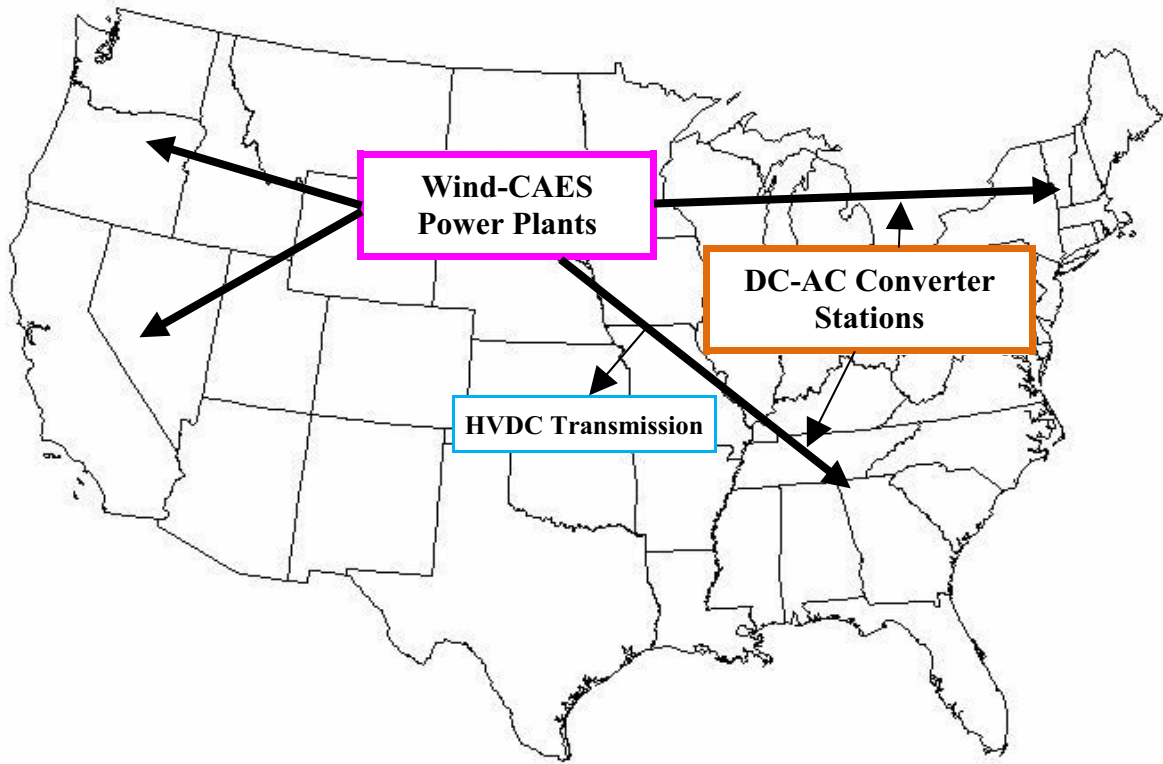 Wind-CAES
Power Plants
DC-AC Converter
Stations
HVDC Transmission